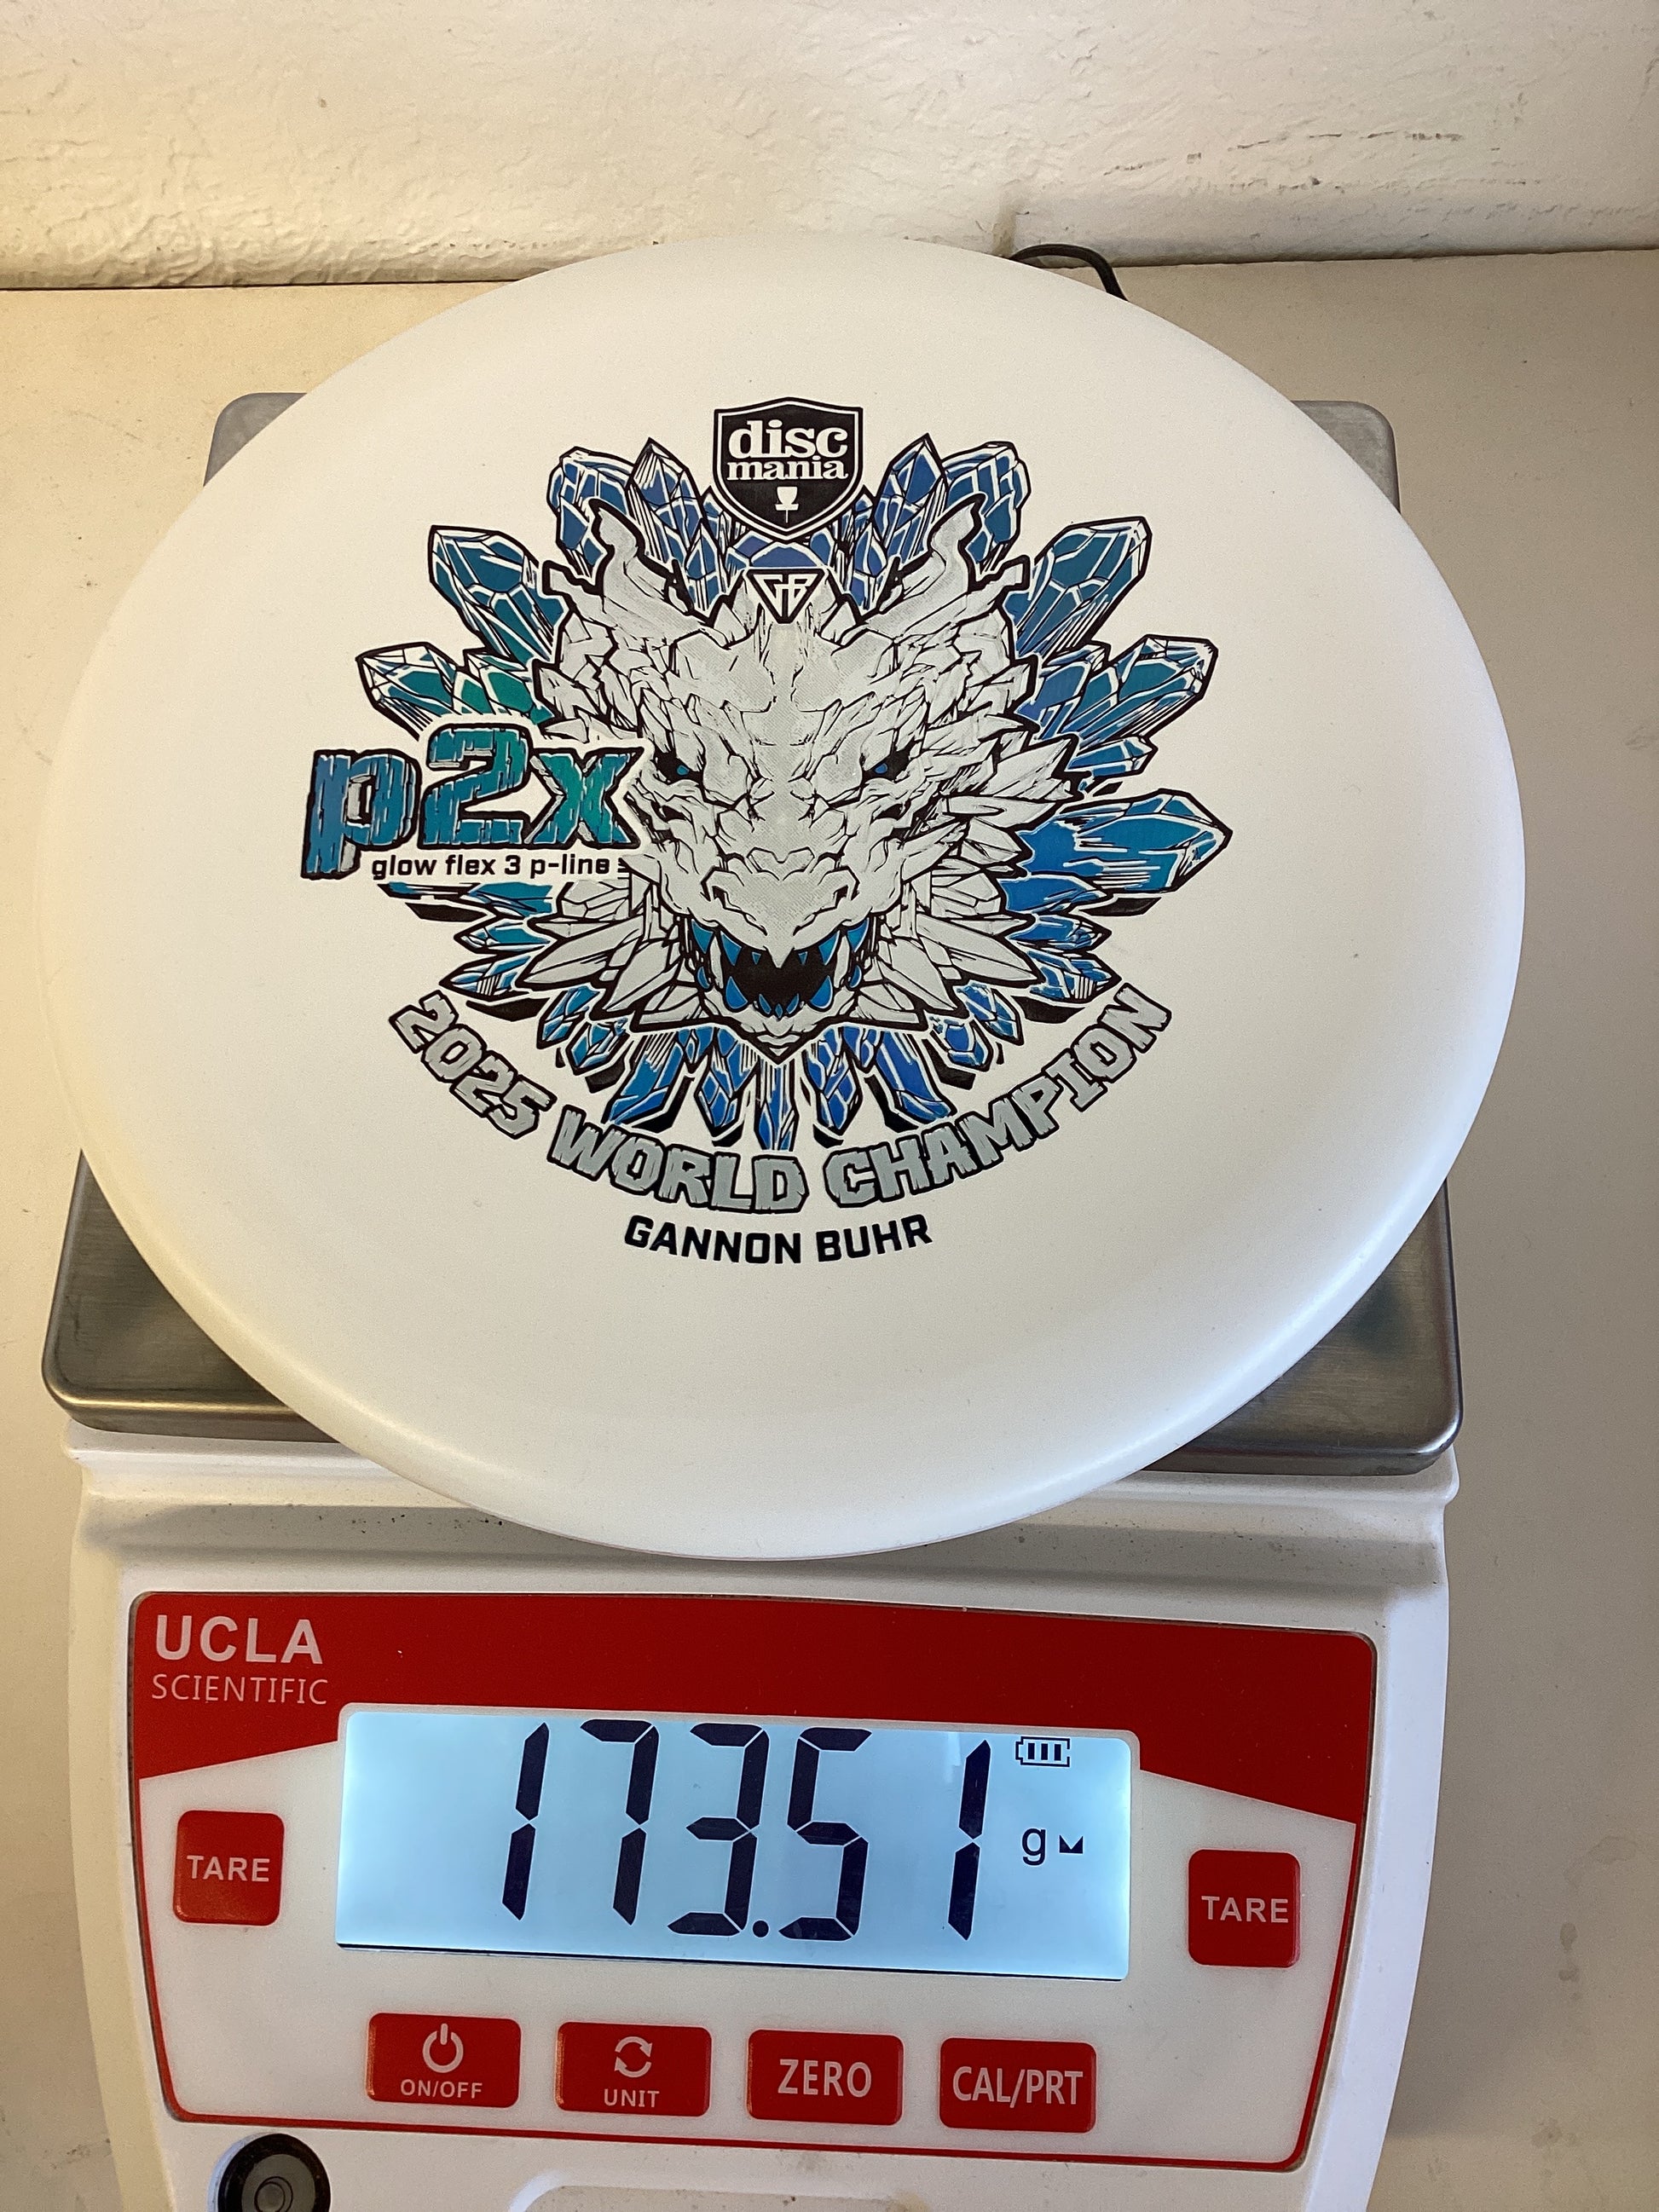 disc
mania
GB
p2x
glow flex 3 p-line
2025 WORLD CHAMPION
GANNON BUHR
UCLA
SCIENTIFIC
173.51 g
TARE
TARE
ON/OFF
UNIT
ZERO
CAL/PRT